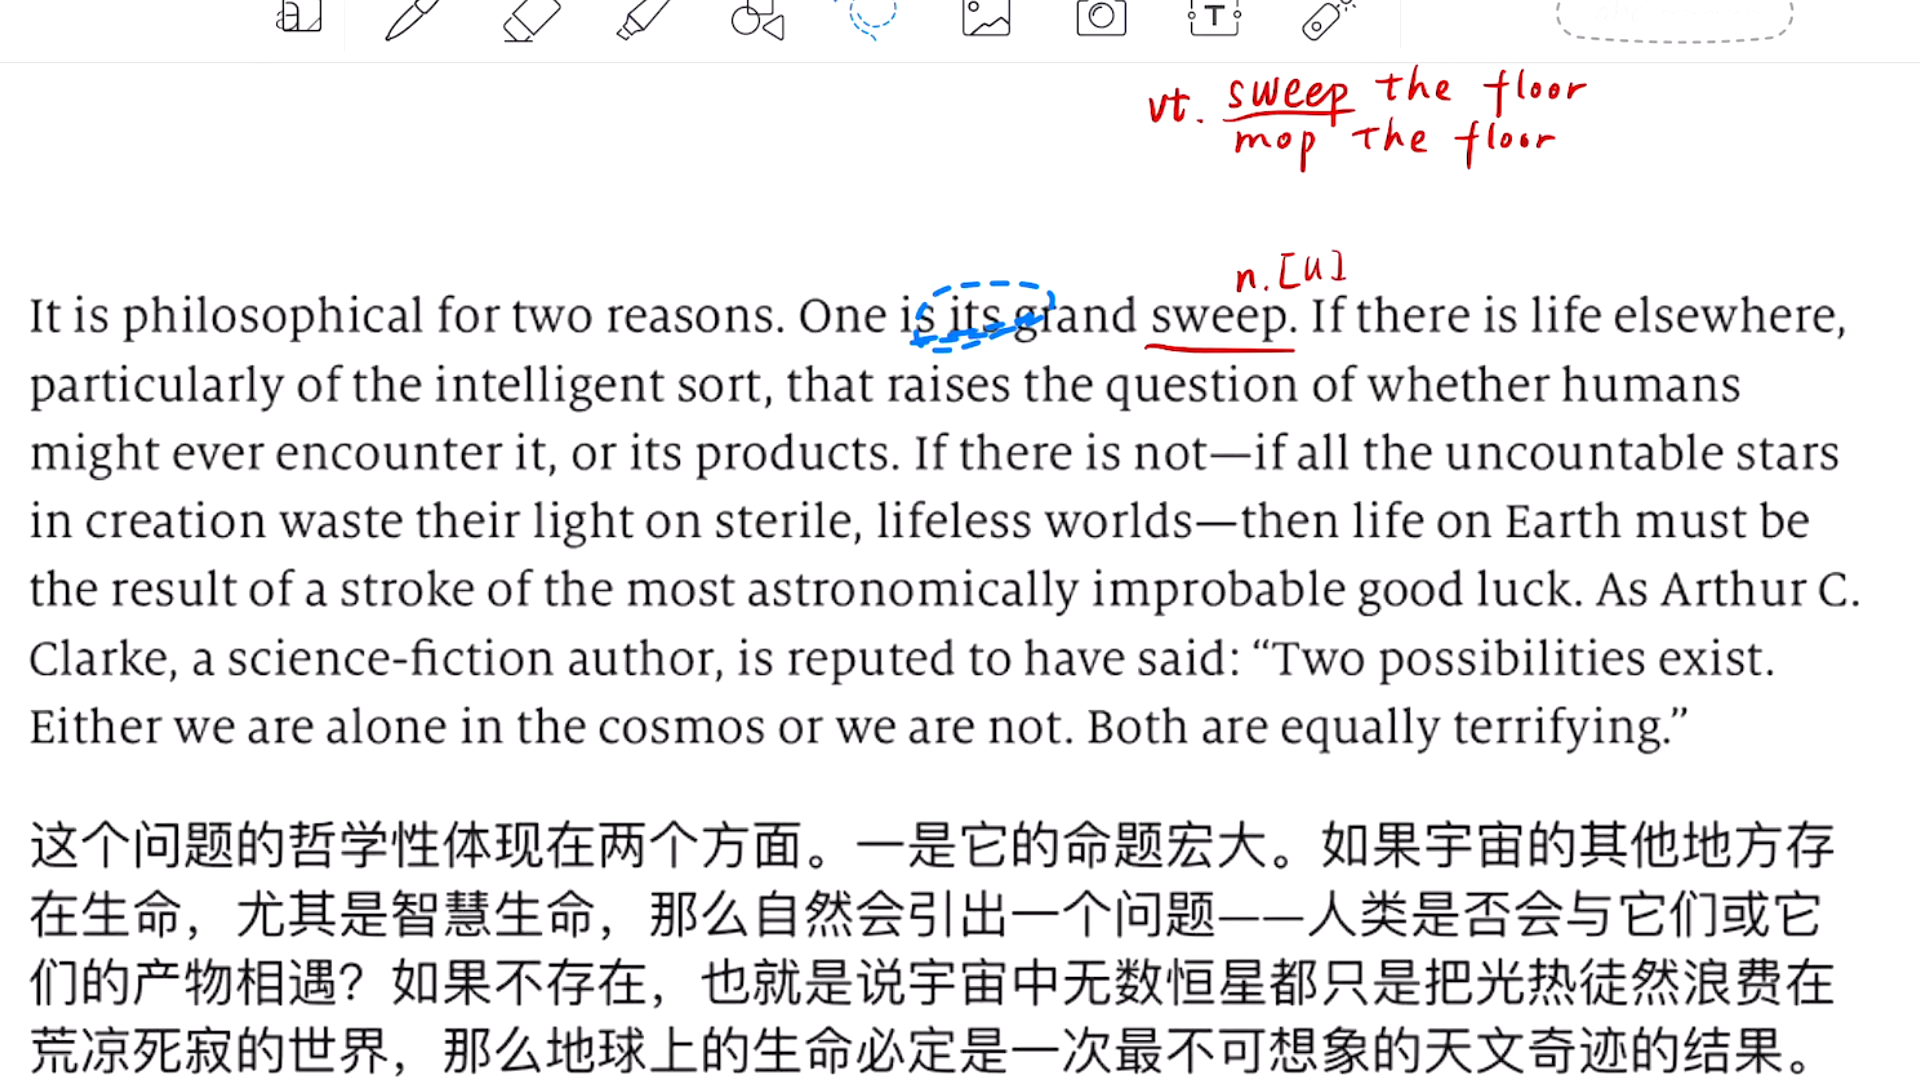 vt. sweep the floor
mop the floor
n. [u]
It is philosophical for two reasons. One is its grand sweep. If there is life elsewhere,
particularly of the intelligent sort, that raises the question of whether humans
might ever encounter it, or its products. If there is not—if all the uncountable stars
in creation waste their light on sterile, lifeless worlds—then life on Earth must be
the result of a stroke of the most astronomically improbable good luck. As Arthur C.
Clarke, a science-fiction author, is reputed to have said: “Two possibilities exist.
Either we are alone in the cosmos or we are not. Both are equally terrifying.”
这个问题的哲学性体现在两个方面。一是它的命题宏大。如果宇宙的其他地方存
在生命，尤其是智慧生命，那么自然会引出一个问题——人类是否会与它们或它
们的产物相遇？如果不存在，也就是说宇宙中无数恒星都只是把光热徒然浪费在
荒凉死寂的世界，那么地球上的生命必定是一次最不可想象的天文奇迹的结果。